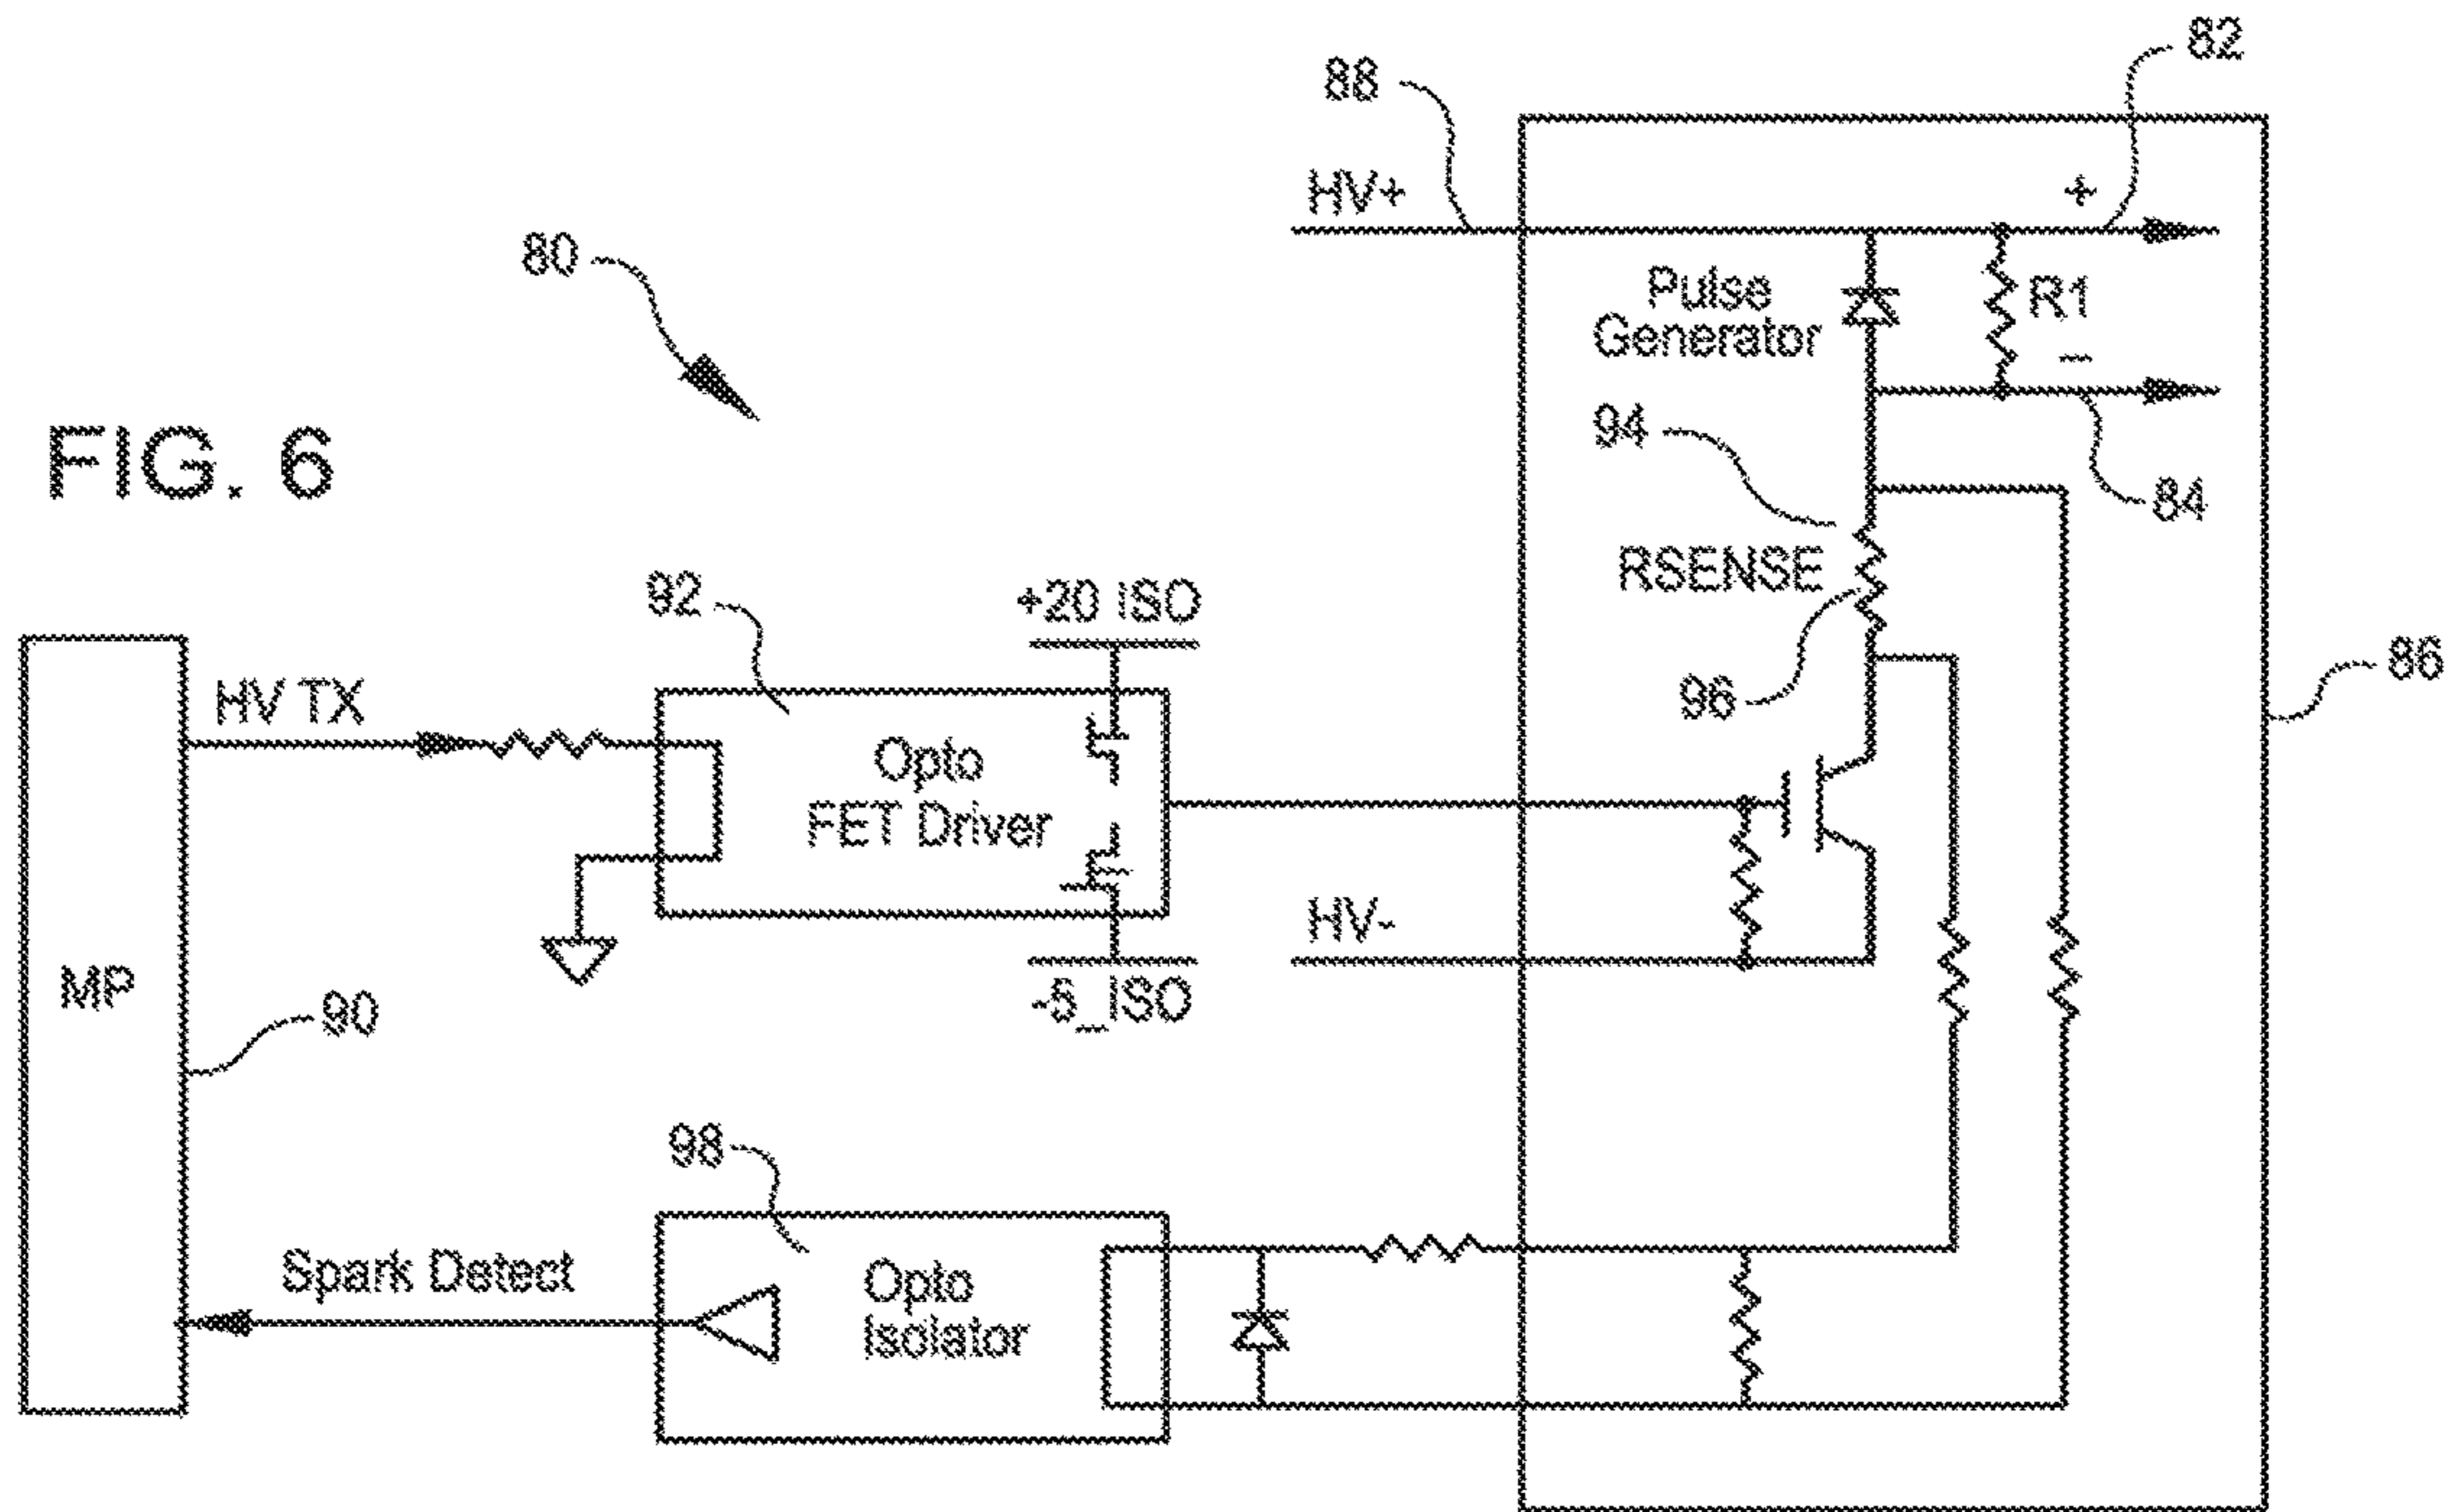 82
88
HV+
+
80
Pulse
Generator
R1
–
94
FIG. 6
84
RSENSE
92
+20 ISO
96
86
HV TX
Opto
FET Driver
HV-
MP
90
-5_ISO
98
Spark Detect
Opto
Isolator